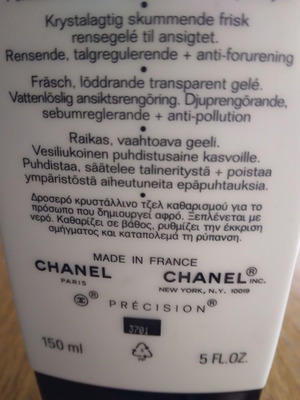 Krystalagtig skummende frisk
rensegelé til ansigtet.
Rensende, talgregulerende + anti-forurening
•
Fräsch, löddrande transparent gelé.
Vattenlöslig ansiktsrengöring. Djuprengörande,
sebumreglerande + anti-pollution
•
Raikas, vaahtoava geeli.
Vesiliukoinen puhdistusaine kasvoille.
Puhdistaa, säätelee talineritystä + poistaa
ympäristöstä aiheutuneita epäpuhtauksia.
•
Δροσερό κρυστάλλινο τζελ καθαρισμού για το
πρόσωπο που δημιουργεί αφρό. Ξεπλένεται με
νερό. Καθαρίζει σε βάθος, ρυθμίζει την έκκριση
σμήγματος και καταπολεμά τη ρύπανση.
MADE IN FRANCE
CHANEL CHANEL® INC.
PARIS NEW YORK, N.Y. 10019
® PRÉCISION®
3701
150 ml 5 FL.OZ.